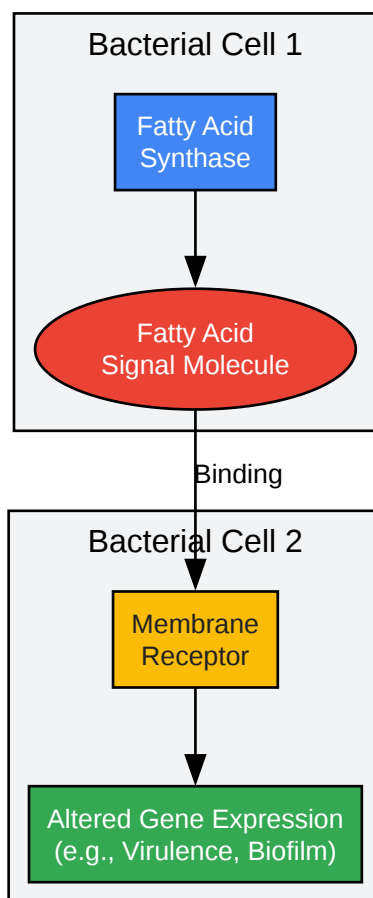 Bacterial Cell 1
Fatty Acid
Synthase
Fatty Acid
Signal Molecule
Binding
Bacterial Cell 2
Membrane
Receptor
Altered Gene Expression
(e.g., Virulence, Biofilm)